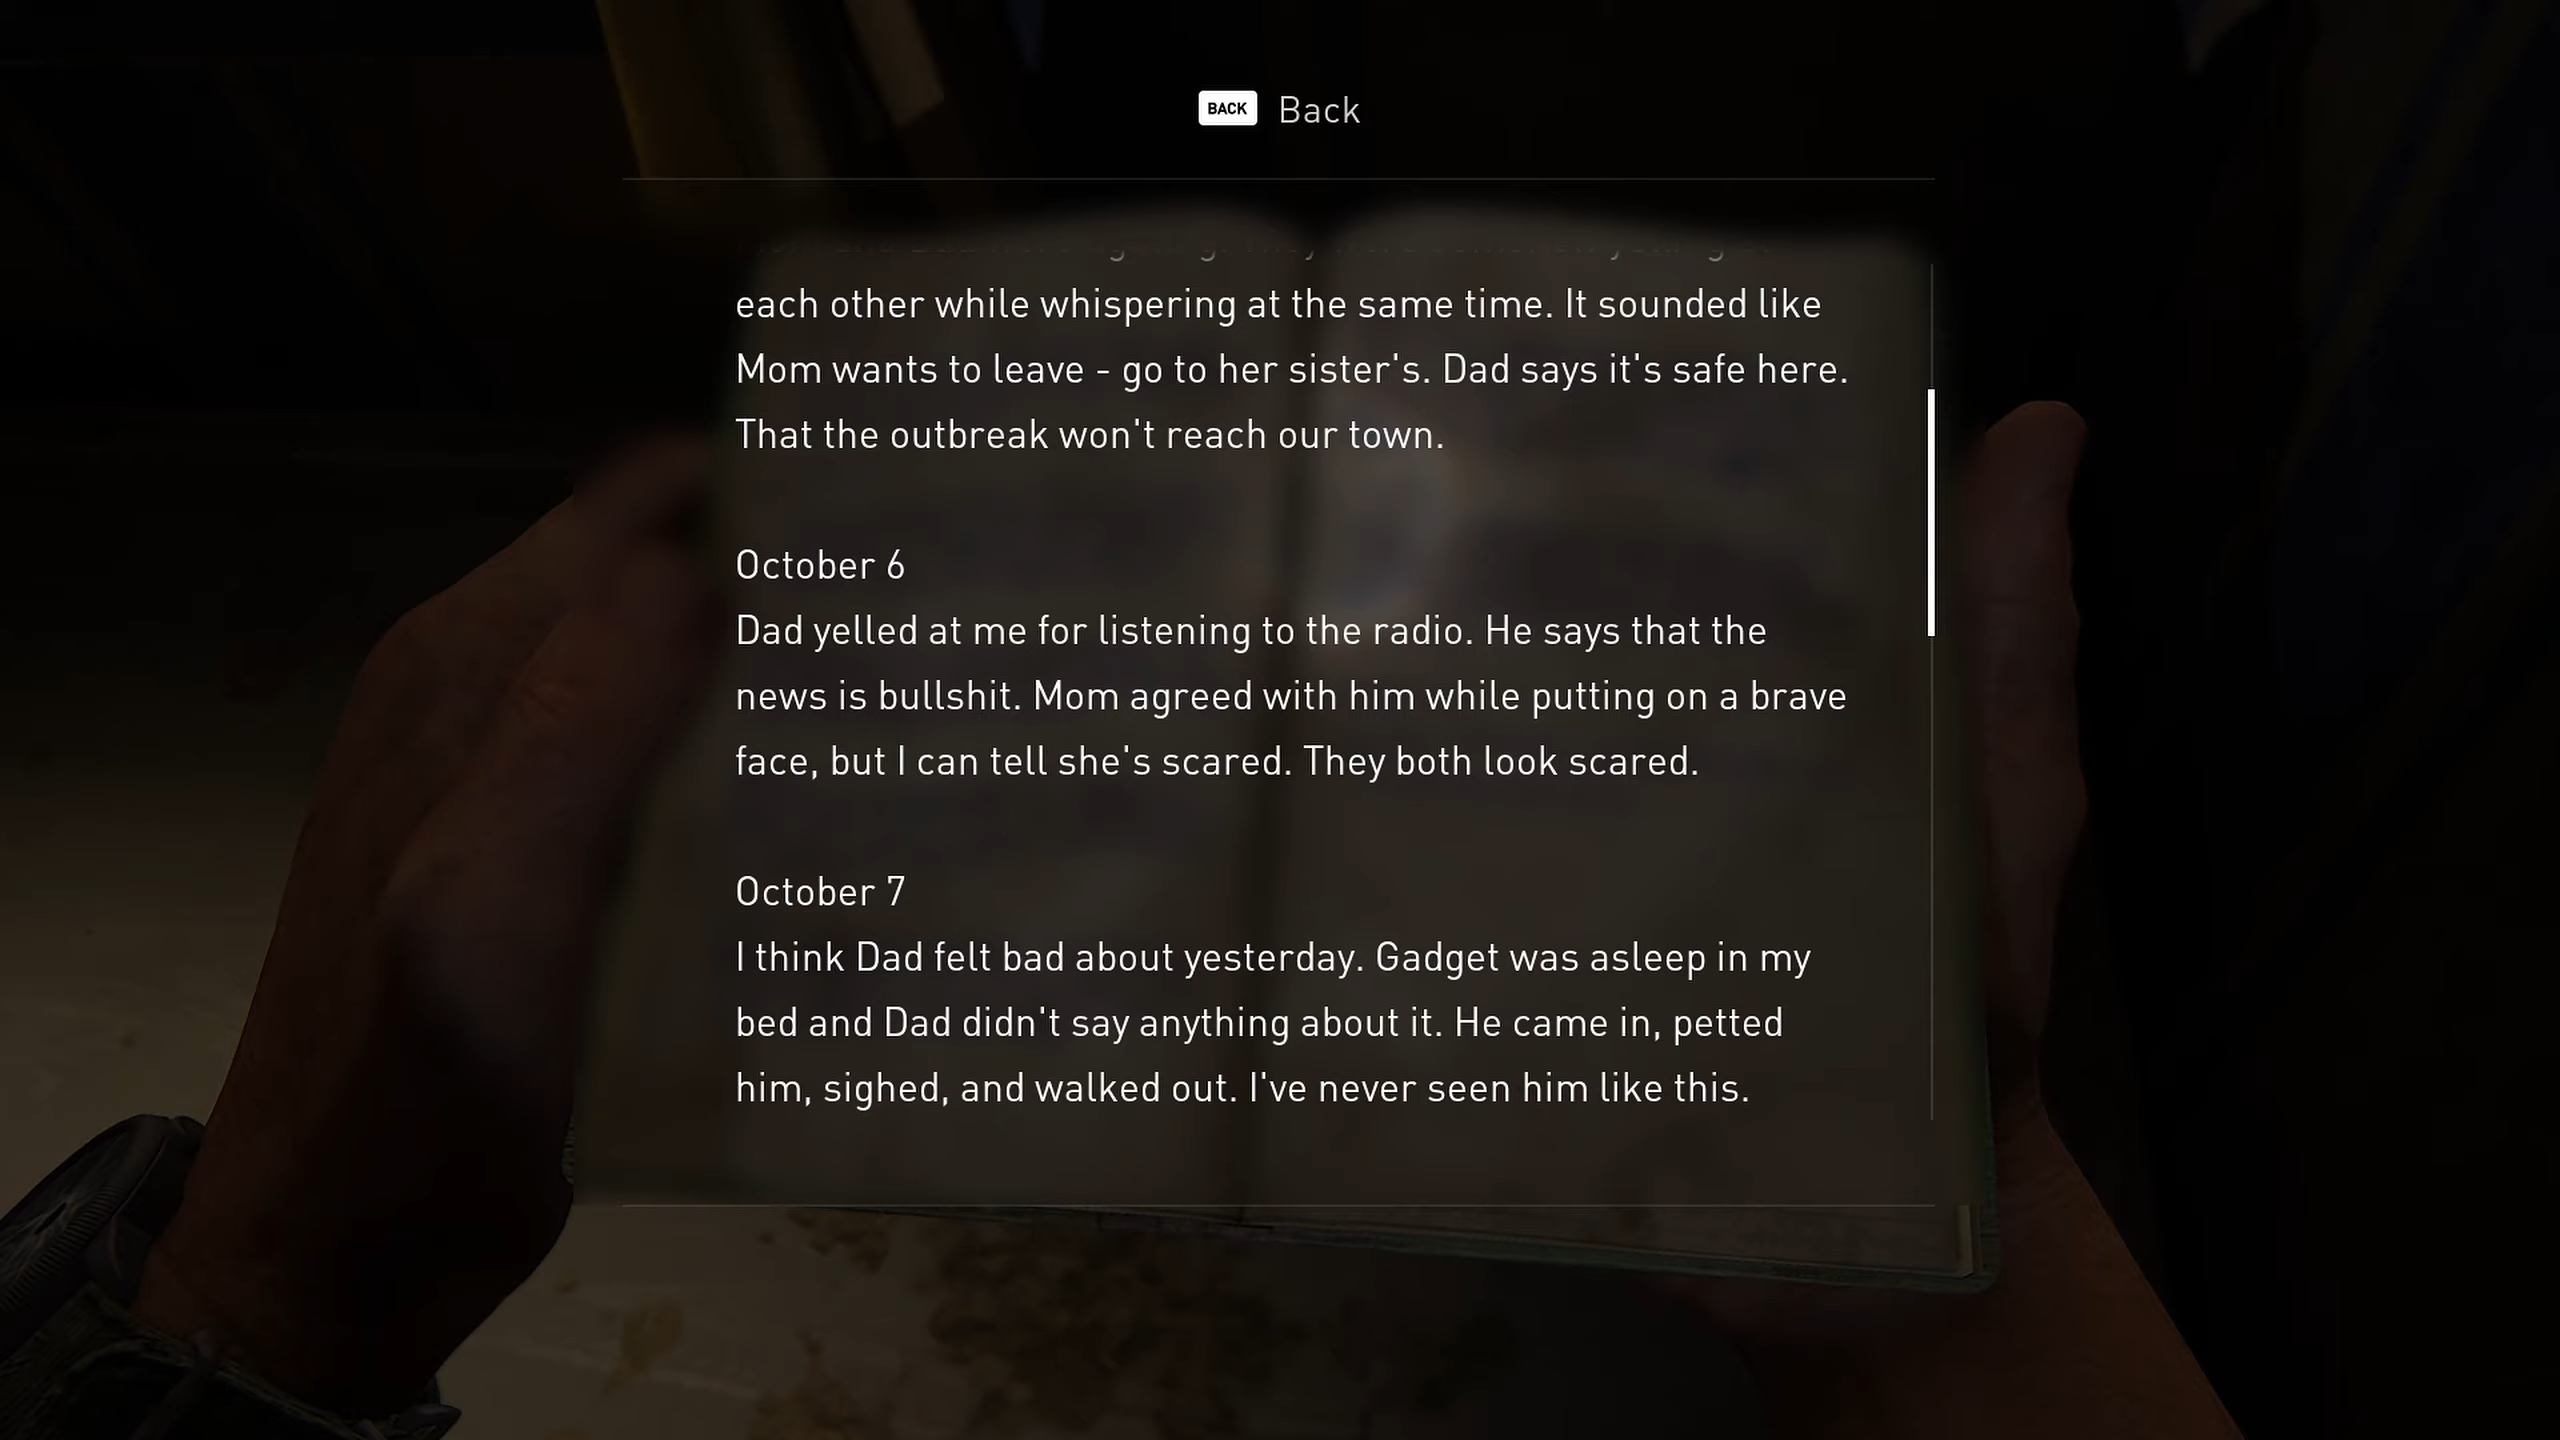 BACK Back
each other while whispering at the same time. It sounded like
Mom wants to leave - go to her sister's. Dad says it's safe here.
That the outbreak won't reach our town.
October 6
Dad yelled at me for listening to the radio. He says that the
news is bullshit. Mom agreed with him while putting on a brave
face, but I can tell she's scared. They both look scared.
October 7
I think Dad felt bad about yesterday. Gadget was asleep in my
bed and Dad didn't say anything about it. He came in, petted
him, sighed, and walked out. I've never seen him like this.